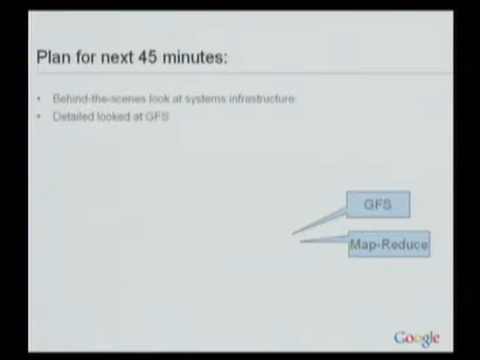 Plan for next 45 minutes:
• Behind-the-scenes look at systems infrastructure
• Detailed looked at GFS
GFS
Map-Reduce
Google